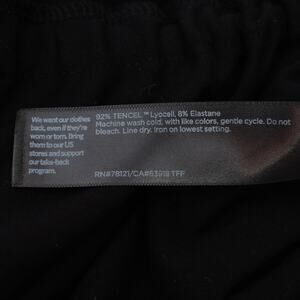 We want our clothes
back, even if they're
worn or torn. Bring
them to our US
stores and support
our take-back
program.
92% TENCEL™ Lyocell, 8% Elastane
Machine wash cold, with like colors, gentle cycle. Do not
bleach. Line dry. Iron on lowest setting.
RN#78121/CA#63918 TFF